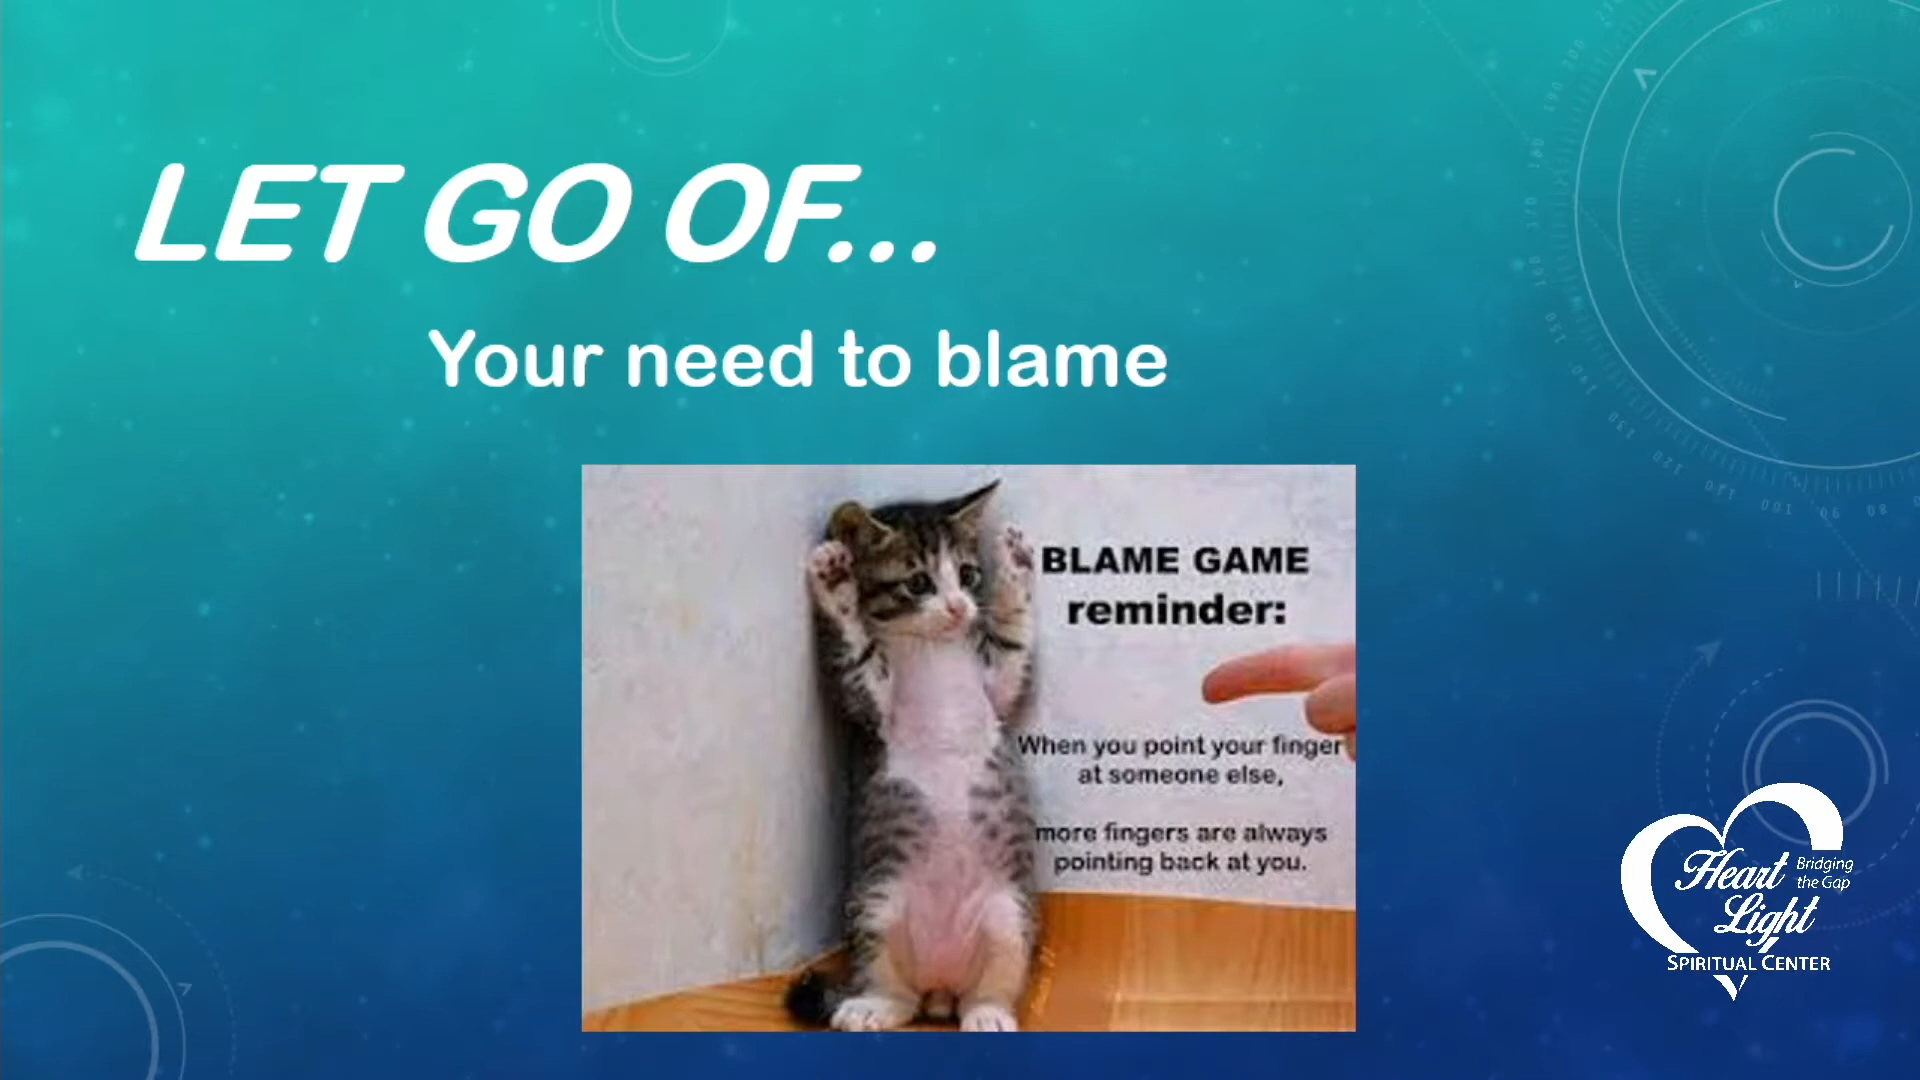 LET GO OF...
Your need to blame
BLAME GAME
reminder:
When you point your finger
at someone else,
more fingers are always
pointing back at you.
Heart
Bridging
the Gap
Light
SPIRITUAL CENTER